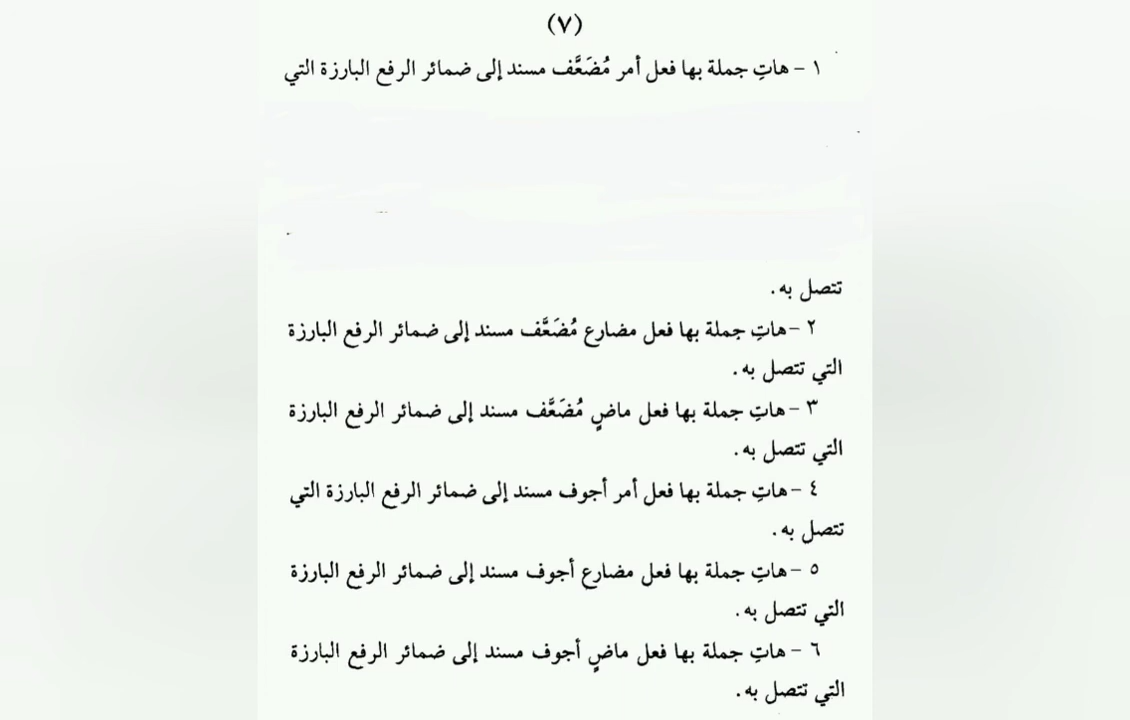 (٧)
١ - هاتِ جملة بها فعل أمر مُضَعَّف مسند إلى ضمائر الرفع البارزة التي
تتصل به.
٢ - هاتِ جملة بها فعل مضارع مُضَعَّف مسند إلى ضمائر الرفع البارزة
التي تتصل به.
٣ - هاتِ جملة بها فعل ماضٍ مُضَعَّف مسند إلى ضمائر الرفع البارزة
التي تتصل به.
٤ - هاتِ جملة بها فعل أمر أجوف مسند إلى ضمائر الرفع البارزة التي
تتصل به.
٥ - هاتِ جملة بها فعل مضارع أجوف مسند إلى ضمائر الرفع البارزة
التي تتصل به.
٦ - هاتِ جملة بها فعل ماضٍ أجوف مسند إلى ضمائر الرفع البارزة
التي تتصل به.